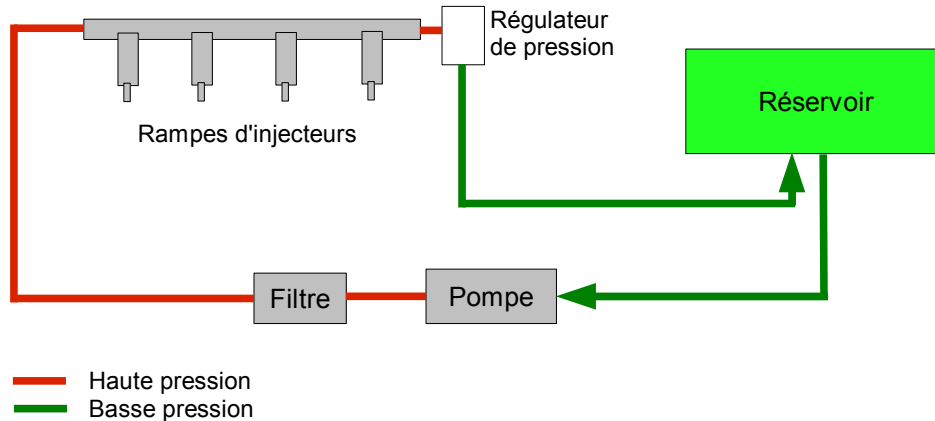 Régulateur
de pression
Réservoir
Rampes d'injecteurs
Filtre
Pompe
Haute pression
Basse pression